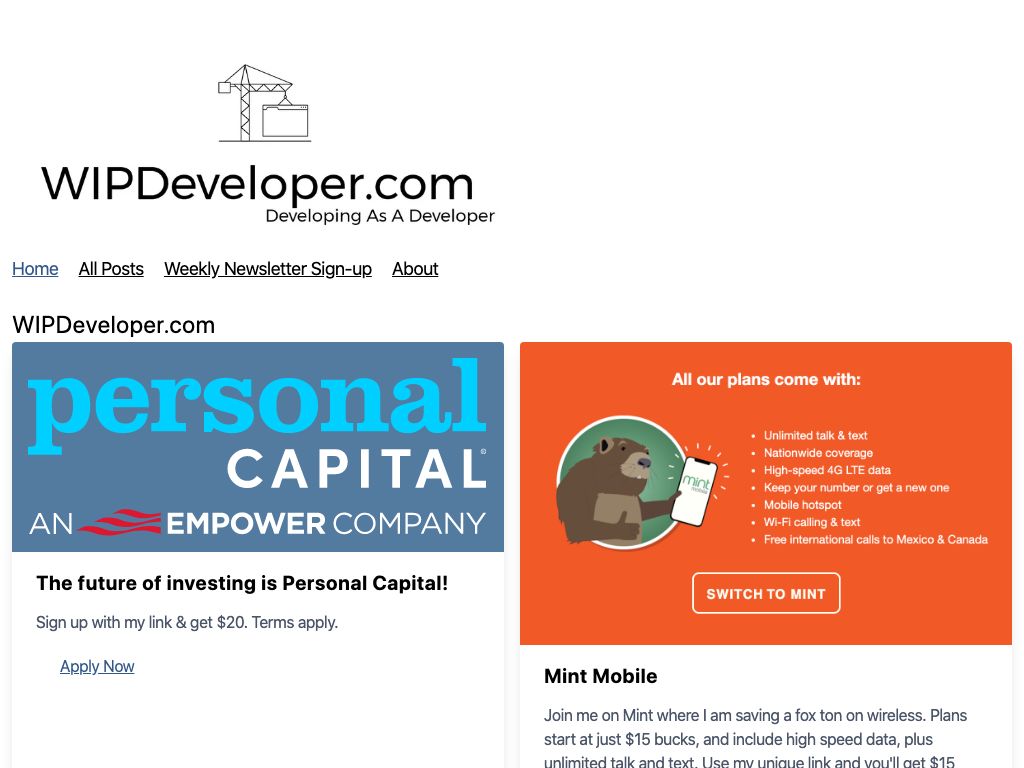 WIPDeveloper.com
Developing As A Developer
Home All Posts Weekly Newsletter Sign-up About
WIPDeveloper.com
personal
CAPITAL®
AN EMPOWER COMPANY
The future of investing is Personal Capital!
Sign up with my link & get $20. Terms apply.
Apply Now
All our plans come with:
mint
mobile
• Unlimited talk & text
• Nationwide coverage
• High-speed 4G LTE data
• Keep your number or get a new one
• Mobile hotspot
• Wi-Fi calling & text
• Free international calls to Mexico & Canada
SWITCH TO MINT
Mint Mobile
Join me on Mint where I am saving a fox ton on wireless. Plans
start at just $15 bucks, and include high speed data, plus
unlimited talk and text. Use my unique link and you'll get $15